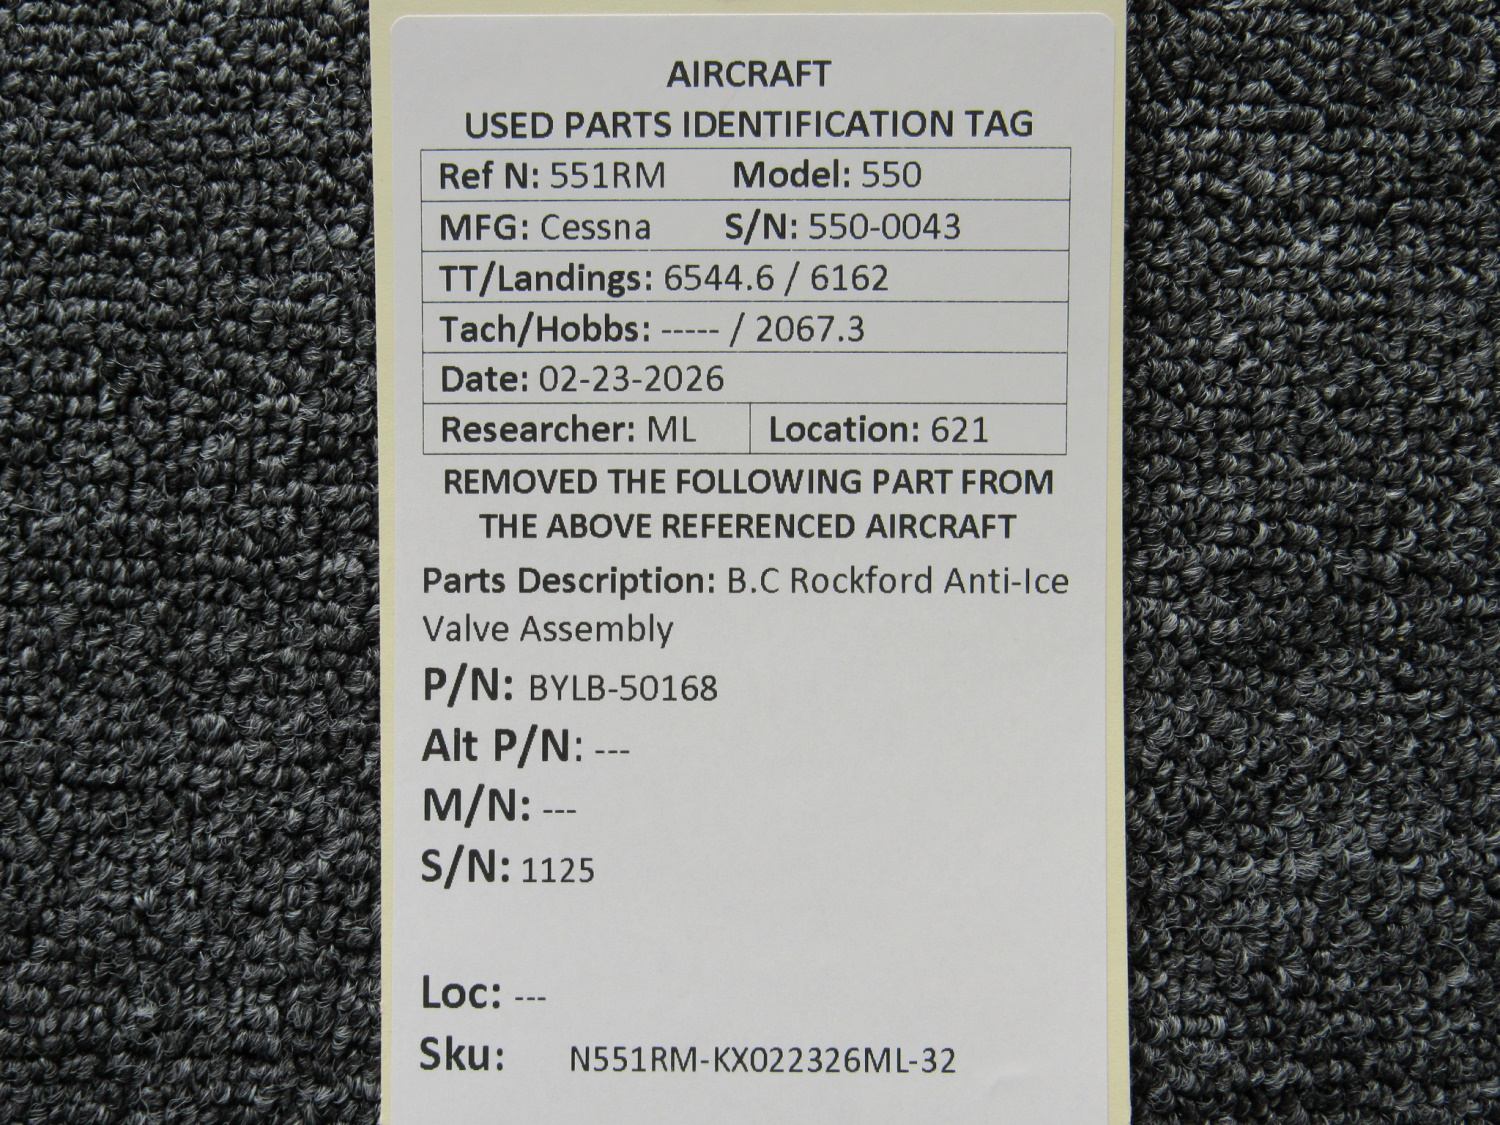 AIRCRAFT
USED PARTS IDENTIFICATION TAG
Ref N: 551RM Model: 550
MFG: Cessna S/N: 550-0043
TT/Landings: 6544.6 / 6162
Tach/Hobbs: ----- / 2067.3
Date: 02-23-2026
Researcher: ML Location: 621
REMOVED THE FOLLOWING PART FROM
THE ABOVE REFERENCED AIRCRAFT
Parts Description: B.C Rockford Anti-Ice
Valve Assembly
P/N: BYLB-50168
Alt P/N: ---
M/N: ---
S/N: 1125
Loc: ---
Sku: N551RM-KX022326ML-32